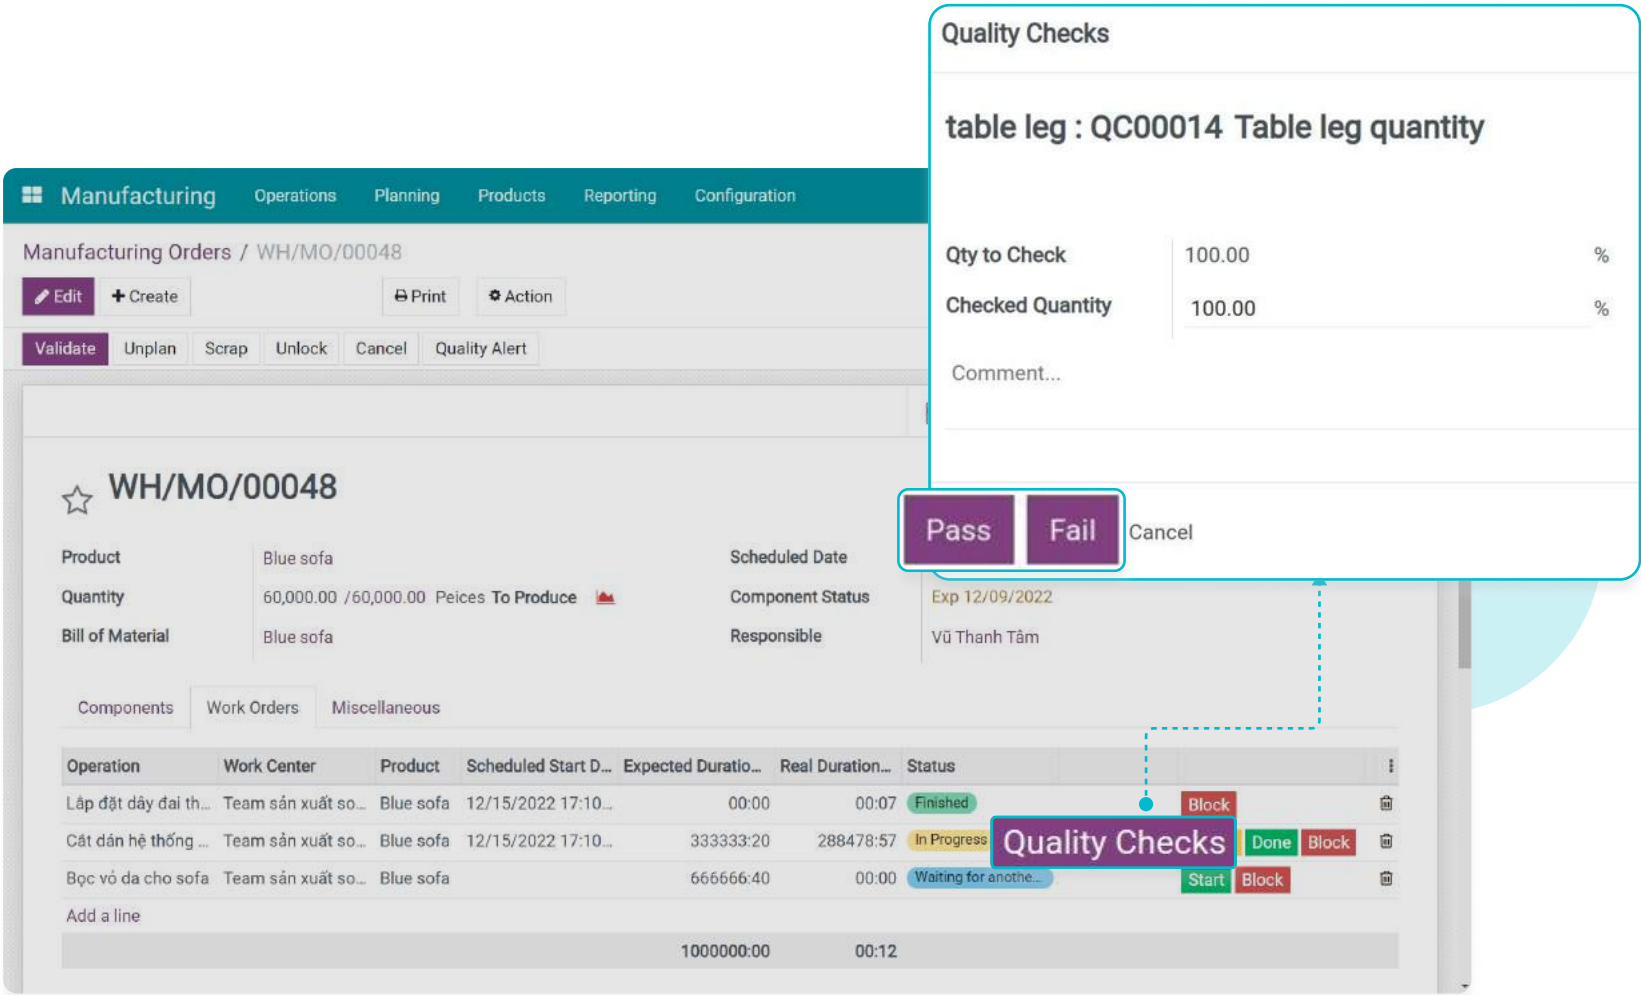 Quality Checks
table leg : QC00014 Table leg quantity
Qty to Check 100.00 %
Checked Quantity 100.00 %
Comment...
Pass Fail Cancel
Manufacturing Operations Planning Products Reporting Configuration
Manufacturing Orders / WH/MO/00048
Edit + Create Print Action
Validate Unplan Scrap Unlock Cancel Quality Alert
WH/MO/00048
Product Blue sofa Scheduled Date
Quantity 60,000.00 /60,000.00 Peices To Produce Component Status Exp 12/09/2022
Bill of Material Blue sofa Responsible Vũ Thanh Tâm
Components Work Orders Miscellaneous
Operation Work Center Product Scheduled Start D... Expected Duratio... Real Duration... Status
Lắp đặt dây đai th... Team sản xuất so... Blue sofa 12/15/2022 17:10... 00:00 00:07 Finished Block
Cắt dán hệ thống ... Team sản xuất so... Blue sofa 12/15/2022 17:10... 333333:20 288478:57 In Progress Quality Checks Done Block
Bọc vỏ da cho sofa Team sản xuất so... Blue sofa 666666:40 00:00 Waiting for anothe... Start Block
Add a line
1000000:00 00:12